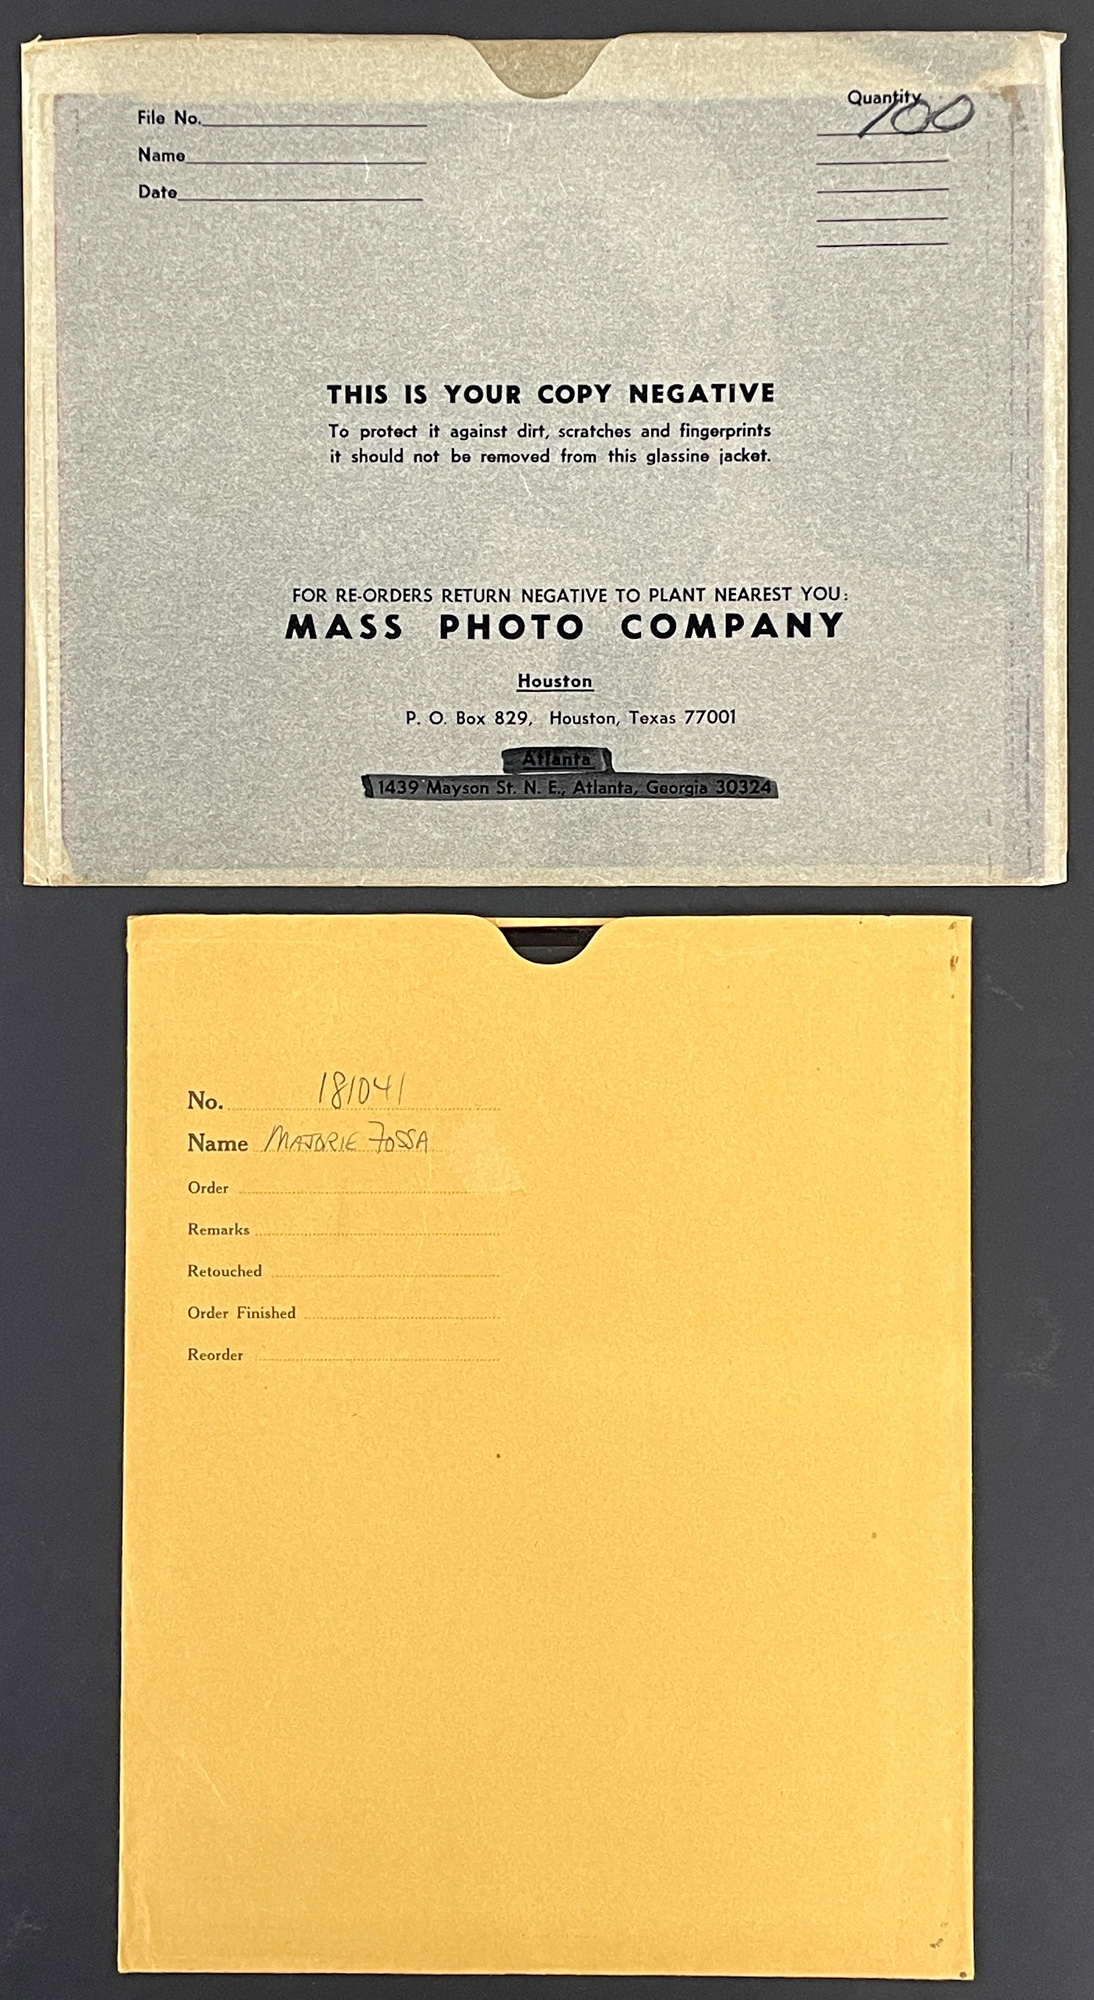 File No.
Quantity
100
Name
Date
THIS IS YOUR COPY NEGATIVE
To protect it against dirt, scratches and fingerprints
it should not be removed from this glassine jacket.
FOR RE-ORDERS RETURN NEGATIVE TO PLANT NEAREST YOU:
MASS PHOTO COMPANY
Houston
P. O. Box 829, Houston, Texas 77001
Atlanta
1439 Mayson St. N. E., Atlanta, Georgia 30324
No. 181041
Name MAJORIE FOSSA
Order
Remarks
Retouched
Order Finished
Reorder